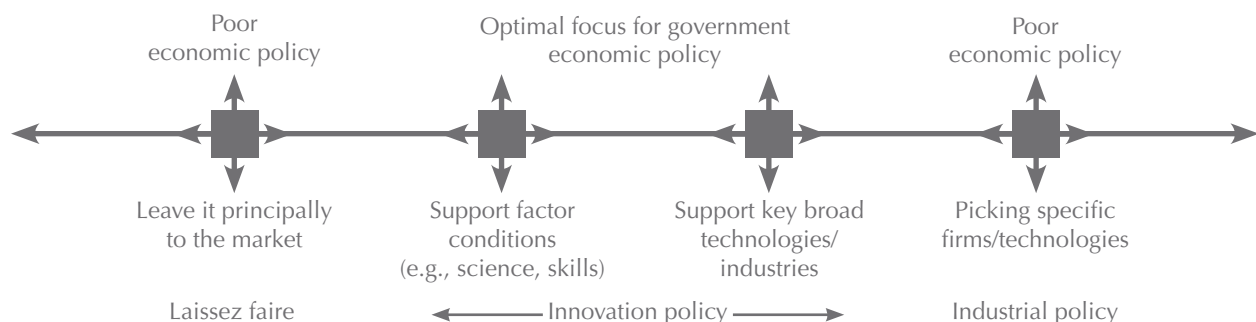 Poor
economic policy
Optimal focus for government
economic policy
Poor
economic policy
Leave it principally
to the market
Support factor
conditions
(e.g., science, skills)
Support key broad
technologies/
industries
Picking specific
firms/technologies
Laissez faire
Innovation policy
Industrial policy